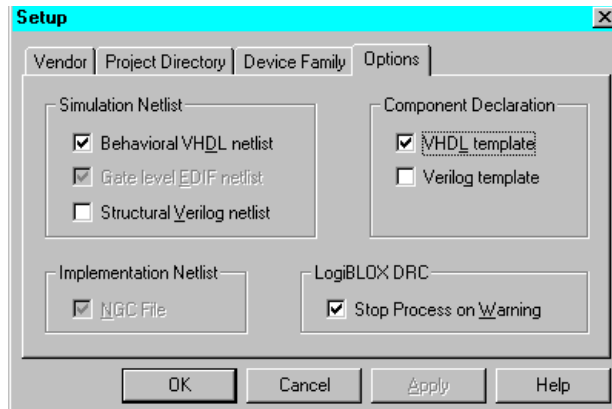 Setup
Vendor Project Directory Device Family Options
Simulation Netlist
Behavioral VHDL netlist
Gate level EDIF netlist
Structural Verilog netlist
Component Declaration
VHDL template
Verilog template
Implementation Netlist
NGC File
LogiBLOX DRC
Stop Process on Warning
OK Cancel Apply Help